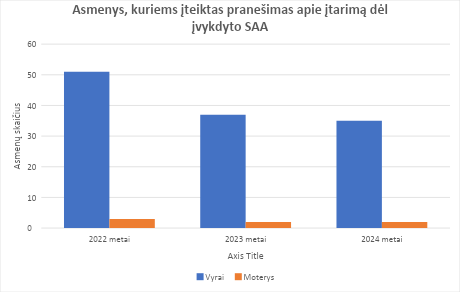 Asmenys, kuriems įteiktas pranešimas apie įtarimą dėl
įvykdyto SAA
60
50
40
30
20
10
0
Asmenų skaičius
2022 metai
2023 metai
2024 metai
Axis Title
Vyrai
Moterys